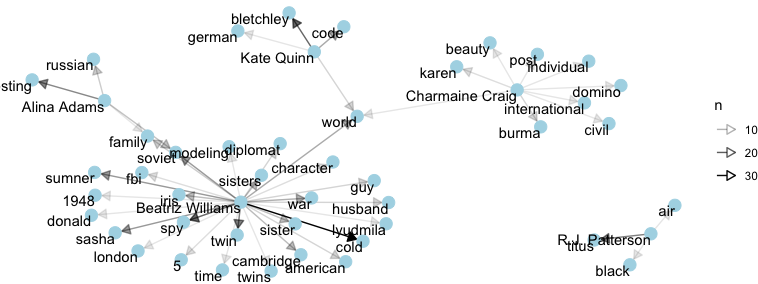 bletchley
german
code
Kate Quinn
russian
sting
Alina Adams
beauty
post
individual
karen
Charmaine Craig
domino
international
burma
civil
world
family
soviet
modeling
diplomat
character
sumner
fbi
sisters
guy
1948
iris
Beatriz Williams
war
husband
donald
spy
sister
lyudmila
sasha
twin
cold
london
5
time
cambridge
twins
american
air
R.J. Patterson
titus
black
n
10
20
30